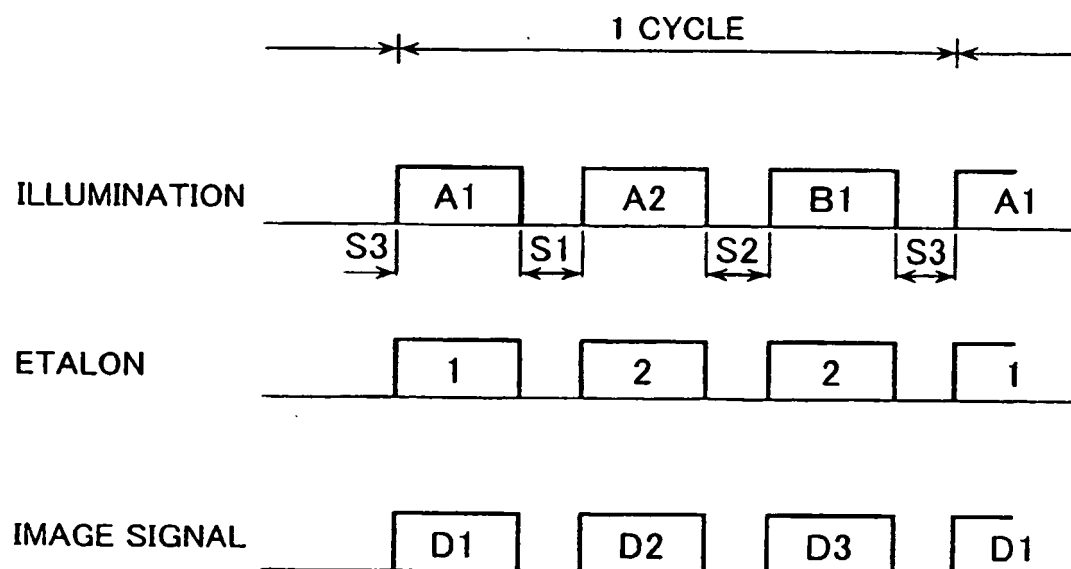 1 CYCLE
ILLUMINATION A1 A2 B1 A1
S3 S1 S2 S3
ETALON 1 2 2 1
IMAGE SIGNAL D1 D2 D3 D1